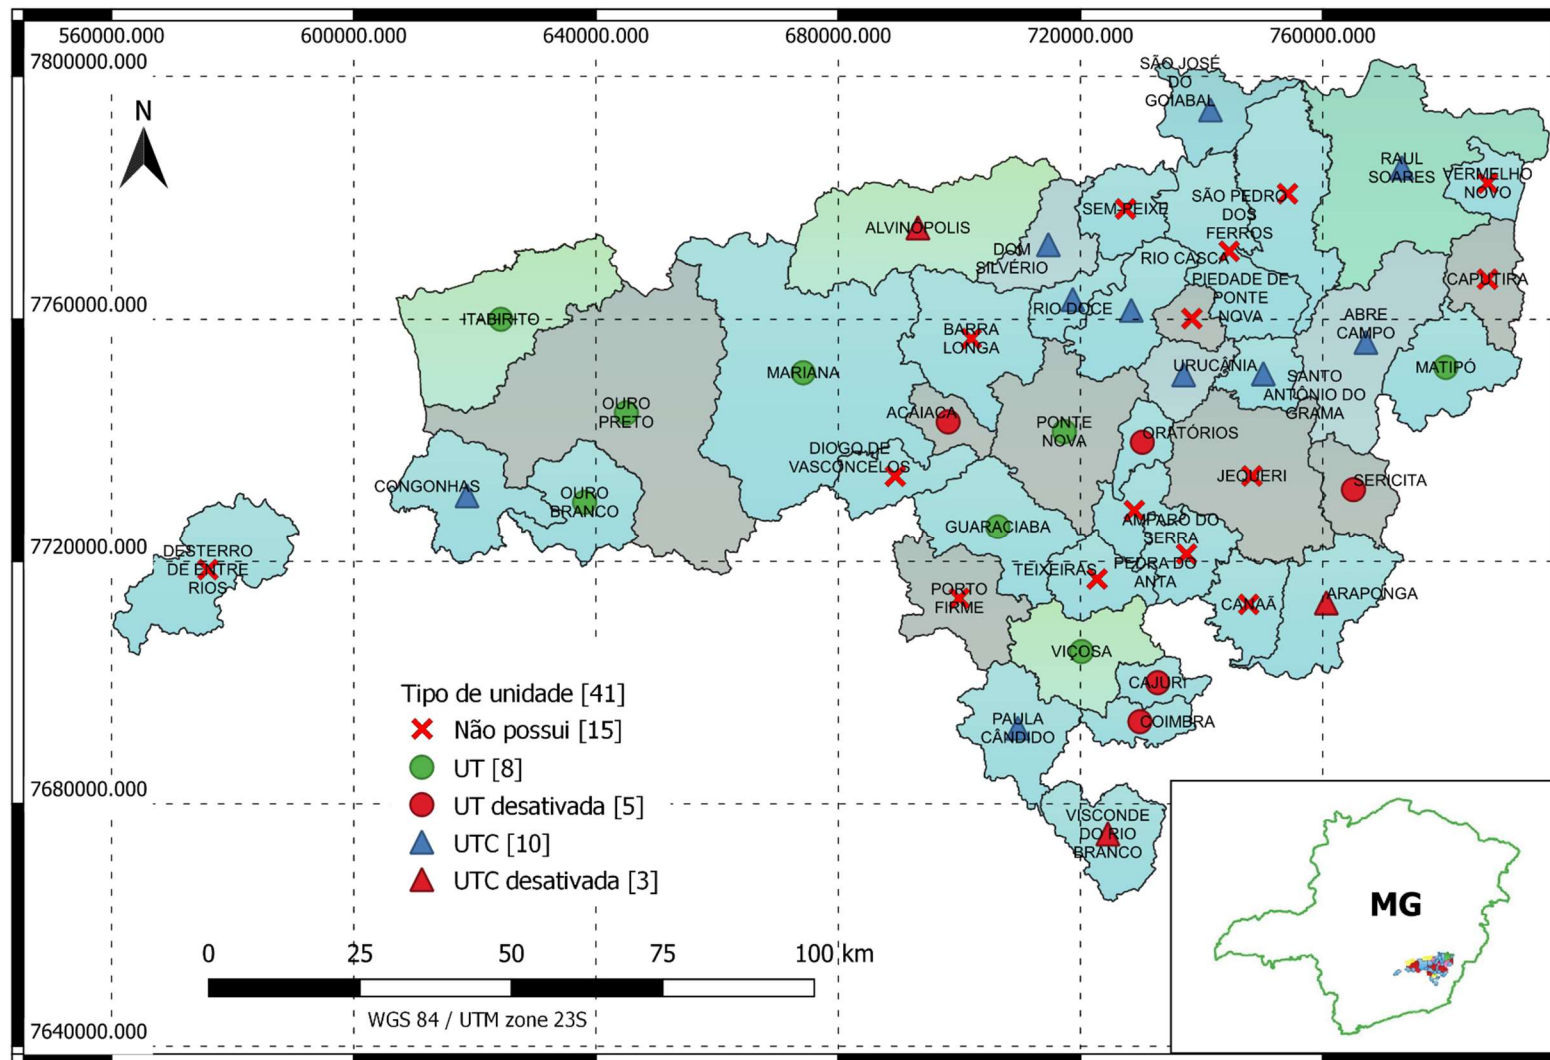 560000.000
600000.000
640000.000
680000.000
720000.000
760000.000
7800000.000
7760000.000
7720000.000
7680000.000
7640000.000
N
SÃO JOSÉ
DO
GOIABAL
RAUL
SOARES
VERMELHO
NOVO
SEM-PEIXE
SÃO PEDRO
DOS
FERROS
ALVINÓPOLIS
DOM
SILVÉRIO
RIO CASCA
CAPUTIRA
PIEDADE DE
PONTE
NOVA
RIO DOCE
ITABIRITO
BARRA
LONGA
ABRE
CAMPO
MARIANA
URUCÂNIA
SANTO
ANTÔNIO DO
GRAMA
MATIPÓ
OURO
PRETO
ACAIACA
PONTE
NOVA
ORATÓRIOS
DIOGO DE
VASCONCELOS
JEQUERI
SERICITA
CONGONHAS
OURO
BRANCO
GUARACIABA
AMPARO DO
SERRA
DESTERRO
DE ENTRE
RIOS
TEIXEIRAS
PEDRA DO
ANTA
PORTO
FIRME
CANAÃ
ARAPONGA
VIÇOSA
CAJURI
PAULA
CÂNDIDO
COIMBRA
VISCONDE
DO RIO
BRANCO
Tipo de unidade [41]
Não possui [15]
UT [8]
UT desativada [5]
UTC [10]
UTC desativada [3]
0 25 50 75 100 km
WGS 84 / UTM zone 23S
MG